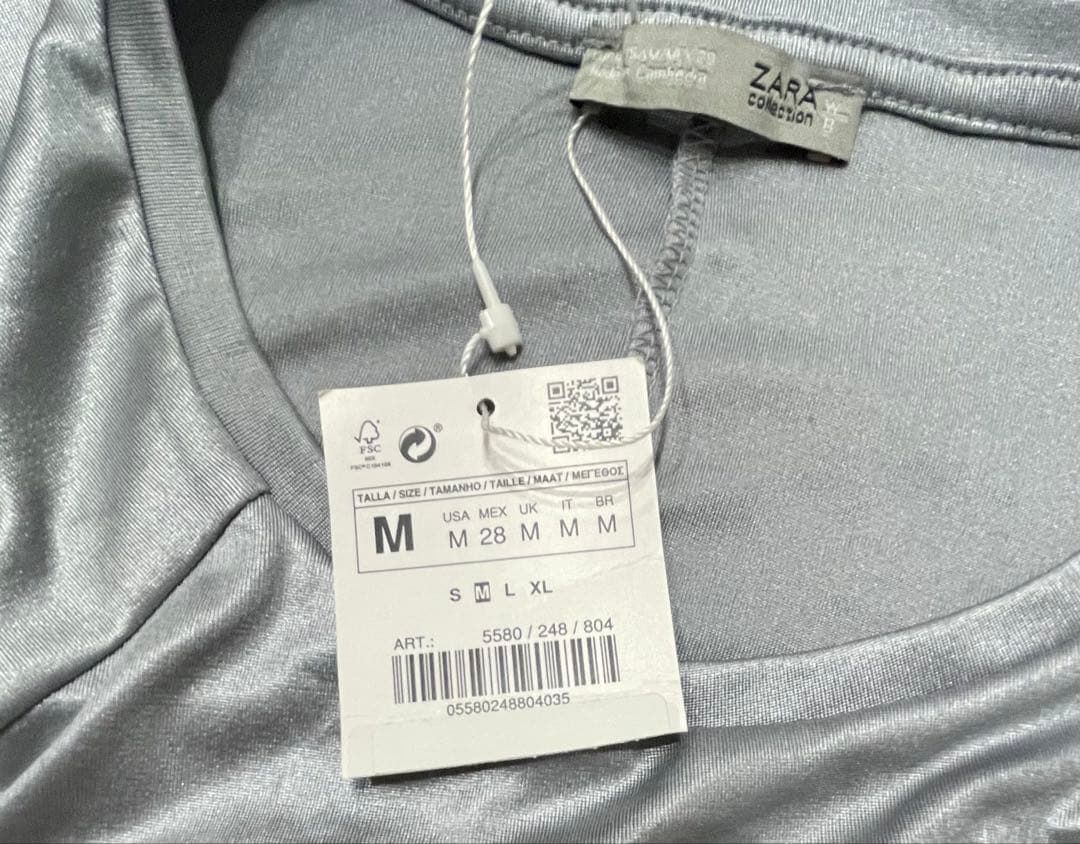 ZARA
collection
W
B
FSC
MIX
®
TALLA / SIZE / TAMANHO / TAILLE / MAAT / ΜΕΓΕΘΟΣ
M
USA MEX UK IT BR
M 28 M M M
S M L XL
ART.: 5580 / 248 / 804
05580248804035